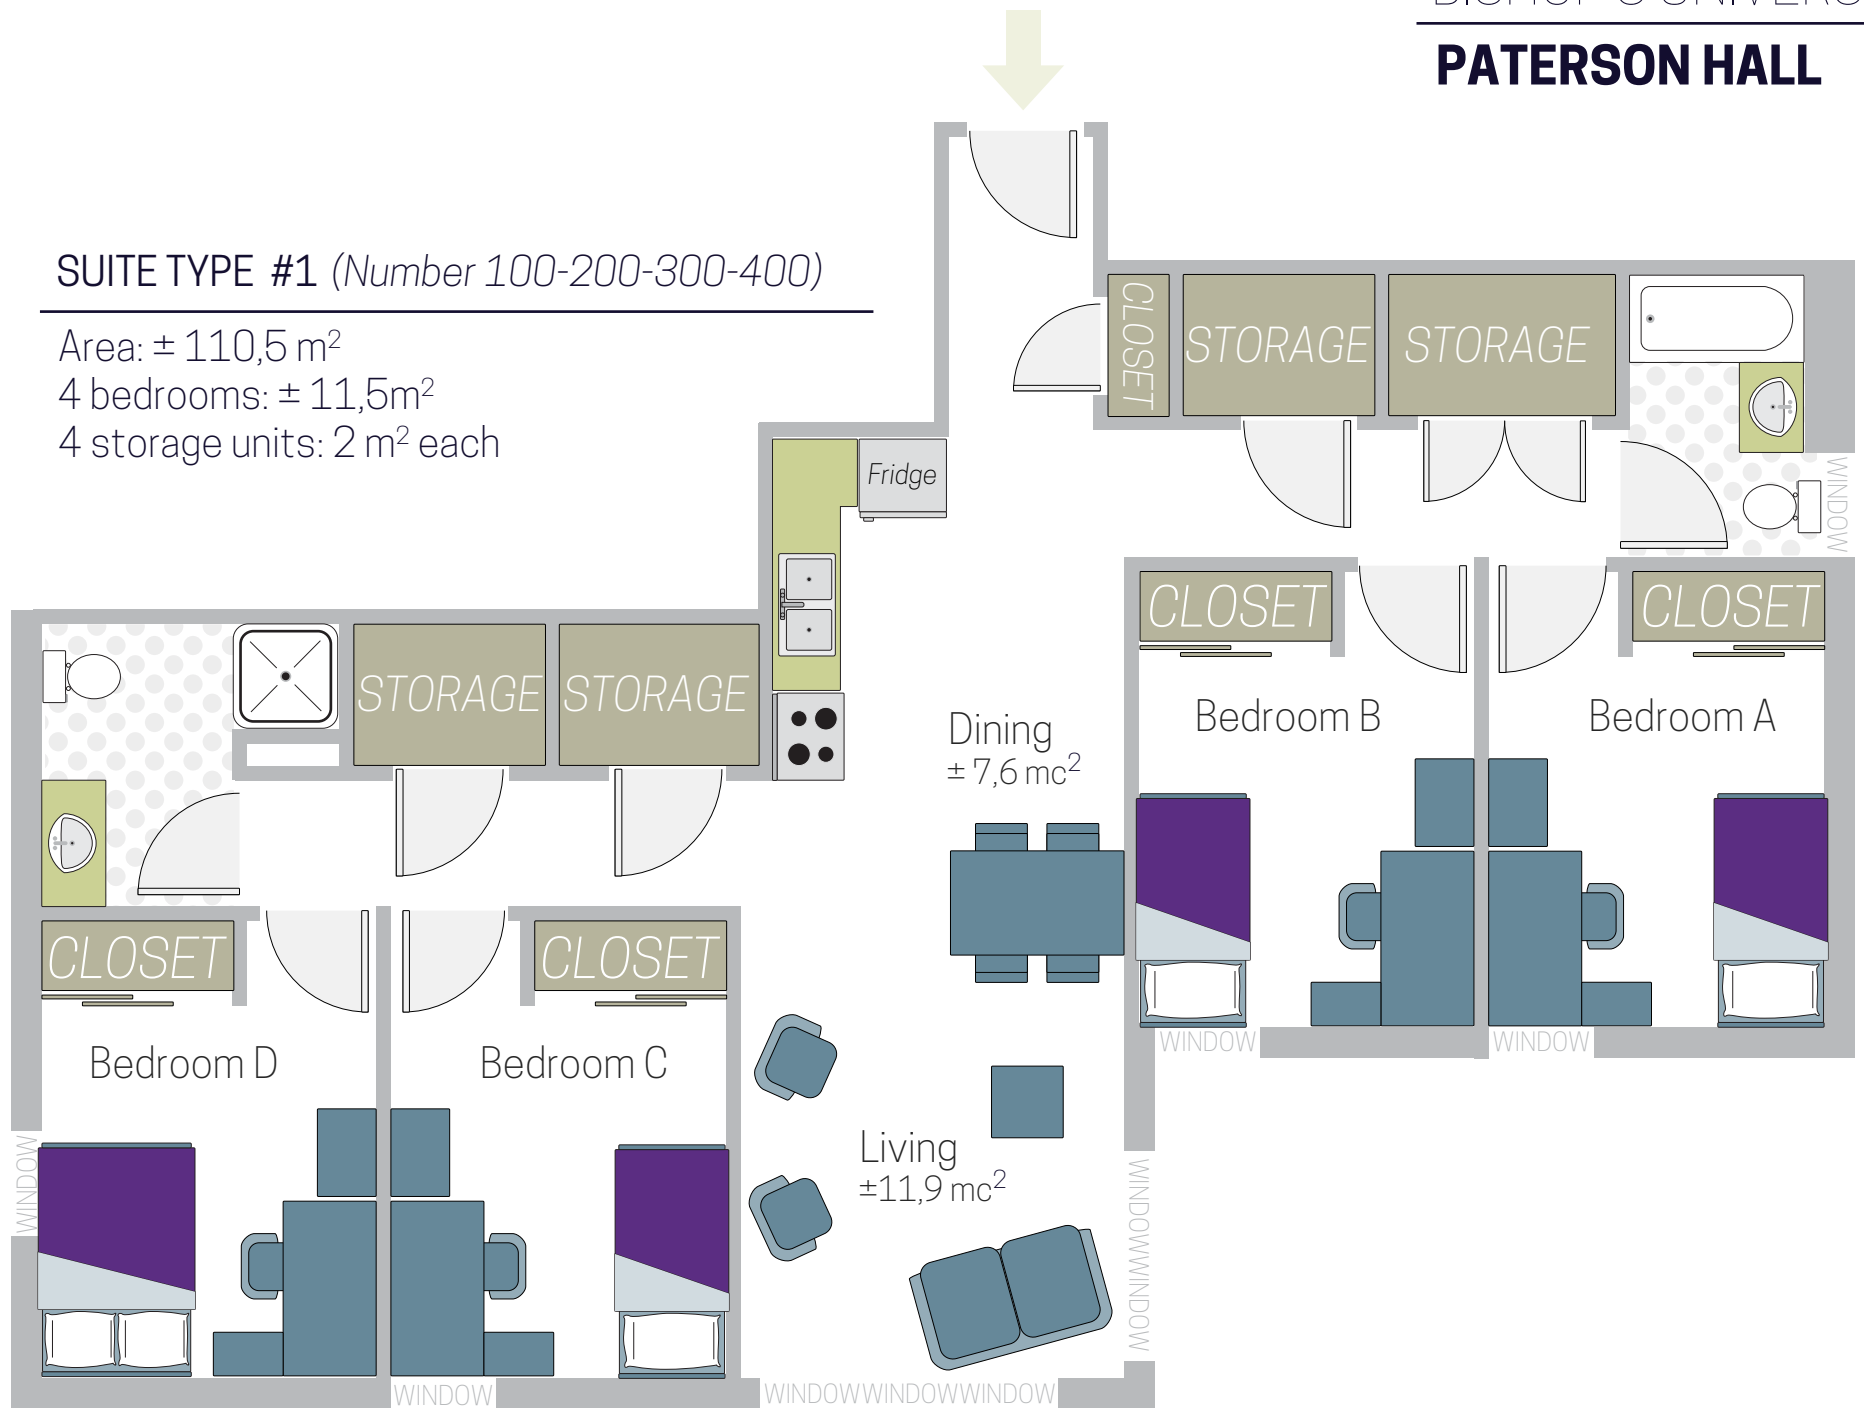 PATERSON HALL
SUITE TYPE #1 (Number 100-200-300-400)
Area: ± 110,5 m²
4 bedrooms: ± 11,5m²
4 storage units: 2 m² each
CLOSET
STORAGE
STORAGE
WINDOW
Fridge
CLOSET
CLOSET
STORAGE
STORAGE
Bedroom B
Bedroom A
Dining
± 7,6 mc²
CLOSET
CLOSET
WINDOW
WINDOW
Bedroom D
Bedroom C
WINDOW
Living
±11,9 mc²
WINDOWWINDOW
WINDOW
WINDOWWINDOWWINDOW